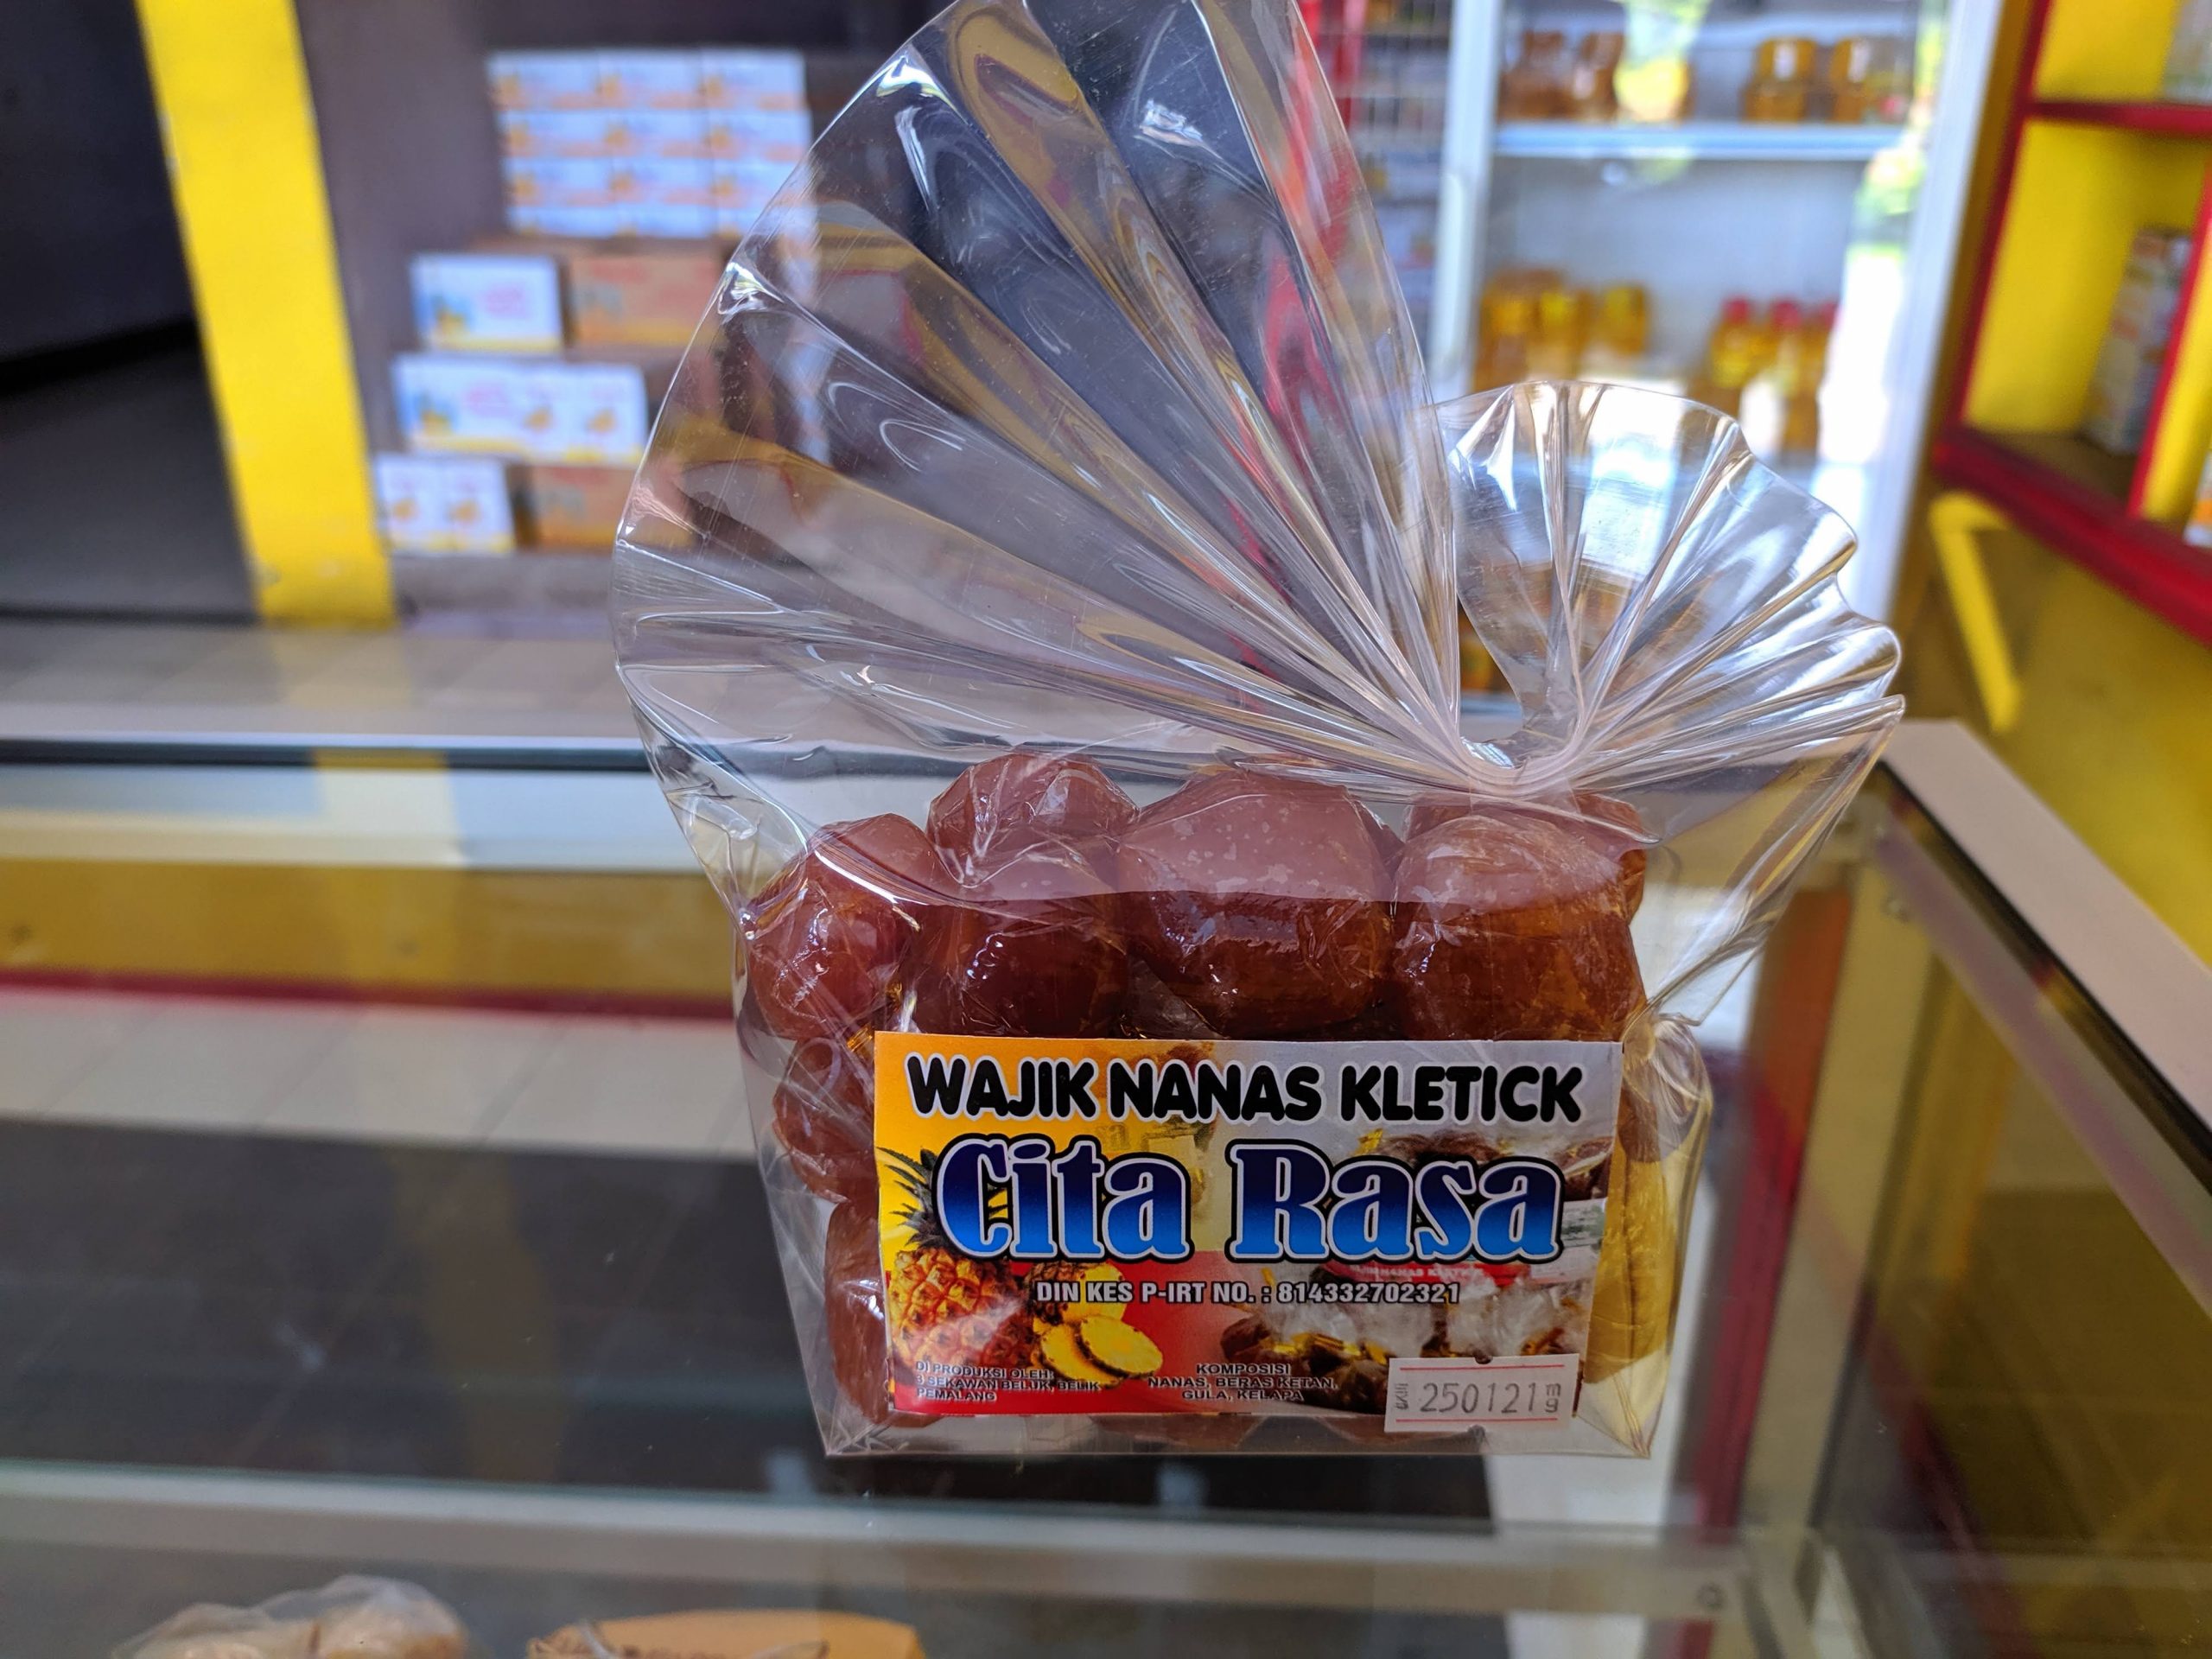 WAJIK NANAS KLETICK
Cita Rasa
DIN KES P-IRT NO. : 814332702321
DI PRODUKSI OLEH:
3 SEKAWAN BELUK, BELIK
PEMALANG
KOMPOSISI
NANAS, BERAS KETAN,
GULA, KELAPA
250121